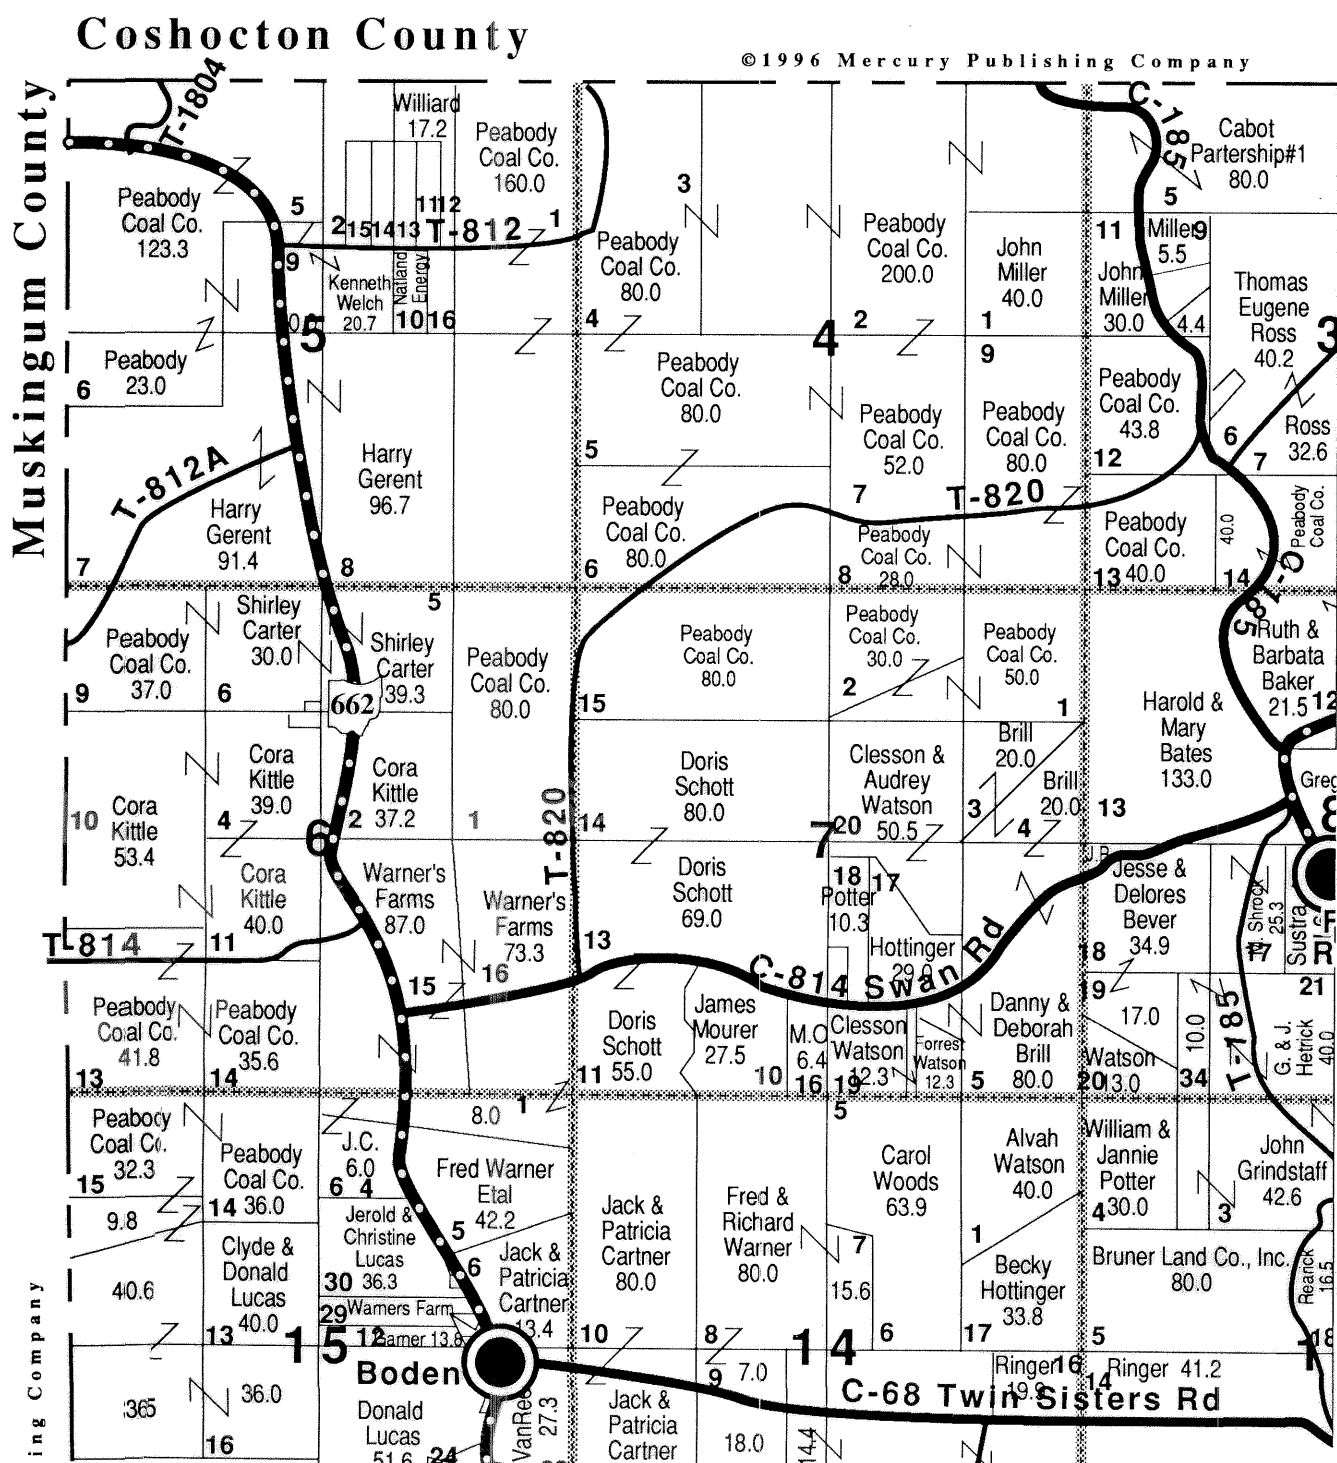 Coshocton County
©1996 Mercury Publishing Company
Muskingum County
T-1804
Williard
17.2
Peabody
Coal Co.
160.0
C-185
Cabot
Partership#1
80.0
Peabody
Coal Co.
123.3
5
2 15 14 13 11 12
T-812
1
3
Peabody
Coal Co.
80.0
Peabody
Coal Co.
200.0
John
Miller
40.0
5
11
Miller
5.5
9
John
Miller
30.0
4.4
Thomas
Eugene
Ross
40.2
9
Kenneth
Welch
20.7
Natland
Energy
10 16
5
4
4
2
1
3
6
Peabody
23.0
Peabody
Coal Co.
80.0
9
Peabody
Coal Co.
52.0
Peabody
Coal Co.
80.0
Peabody
Coal Co.
43.8
6
Ross
32.6
7
12
T-812A
Harry
Gerent
96.7
5
Harry
Gerent
91.4
Peabody
Coal Co.
80.0
7
T-820
Peabody
Coal Co.
28.0
Peabody
Coal Co.
40.0
40.0
Peabody
Coal Co.
7
8
6
8
13
14
C-185
5
Peabody
Coal Co.
37.0
Shirley
Carter
30.0
Shirley
Carter
39.3
Peabody
Coal Co.
80.0
Peabody
Coal Co.
80.0
Peabody
Coal Co.
30.0
Peabody
Coal Co.
50.0
Ruth &
Barbata
Baker
21.5
12
9
6
662
15
2
1
Harold &
Mary
Bates
133.0
Cora
Kittle
39.0
Cora
Kittle
37.2
Doris
Schott
80.0
Clesson &
Audrey
Watson
50.5
Brill
20.0
Brill
20.0
Greg
10
Cora
Kittle
53.4
4
6
2
1
T-820
14
7
20
3
4
13
8
Cora
Kittle
40.0
Warner's
Farms
87.0
Warner's
Farms
73.3
Doris
Schott
69.0
18
Potter
10.3
17
Hottinger
29.0
Jesse &
Delores
Bever
34.9
M. Shrock
25.3
Sustra
T-814
11
13
18
17
R
15
16
C-814 Swan Rd
19
21
Peabody
Coal Co.
41.8
Peabody
Coal Co.
35.6
Doris
Schott
55.0
James
Mourer
27.5
M.O
6.4
Clesson
Watson
12.3
Forrest
Watson
12.3
Danny &
Deborah
Brill
80.0
17.0
10.0
Watson
13.0
T-185
G. & J.
Hetrick
40.0
13
14
11
10
16
19
5
20
34
Peabody
Coal Co.
32.3
8.0
1
5
J.C.
6.0
Fred Warner
Etal
42.2
Peabody
Coal Co.
36.0
Carol
Woods
63.9
Alvah
Watson
40.0
William &
Jannie
Potter
30.0
John
Grindstaff
42.6
15
14
6 4
4
3
9.8
Jerold &
Christine
Lucas
36.3
5
6
Jack &
Patricia
Cartner
80.0
Fred &
Richard
Warner
80.0
7
1
Bruner Land Co., Inc.
80.0
Clyde &
Donald
Lucas
40.0
40.6
Jack &
Patricia
Cartner
13.4
15.6
Becky
Hottinger
33.8
Rearick
16.5
30
29
Warners Farm
13
15
12
Garner 13.8
10
8
14
6
17
5
18
1
Boden
36.5
36.0
7.0
9
Ringer
19.9
16
14
Ringer 41.2
C-68 Twin Sisters Rd
Donald
Lucas
51.6
24
16
27.3
Jack &
Patricia
Cartner
18.0
14.4
ing Company